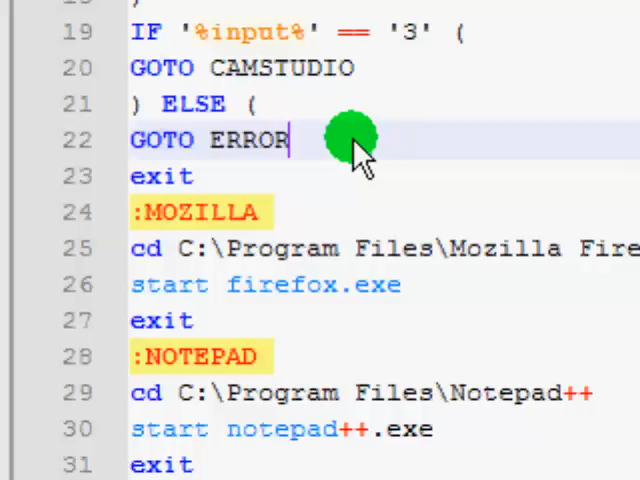 19 IF '%input%' == '3' (
20 GOTO CAMSTUDIO
21 ) ELSE (
22 GOTO ERROR
23 exit
24 :MOZILLA
25 cd C:\Program Files\Mozilla Fire
26 start firefox.exe
27 exit
28 :NOTEPAD
29 cd C:\Program Files\Notepad++
30 start notepad++.exe
31 exit